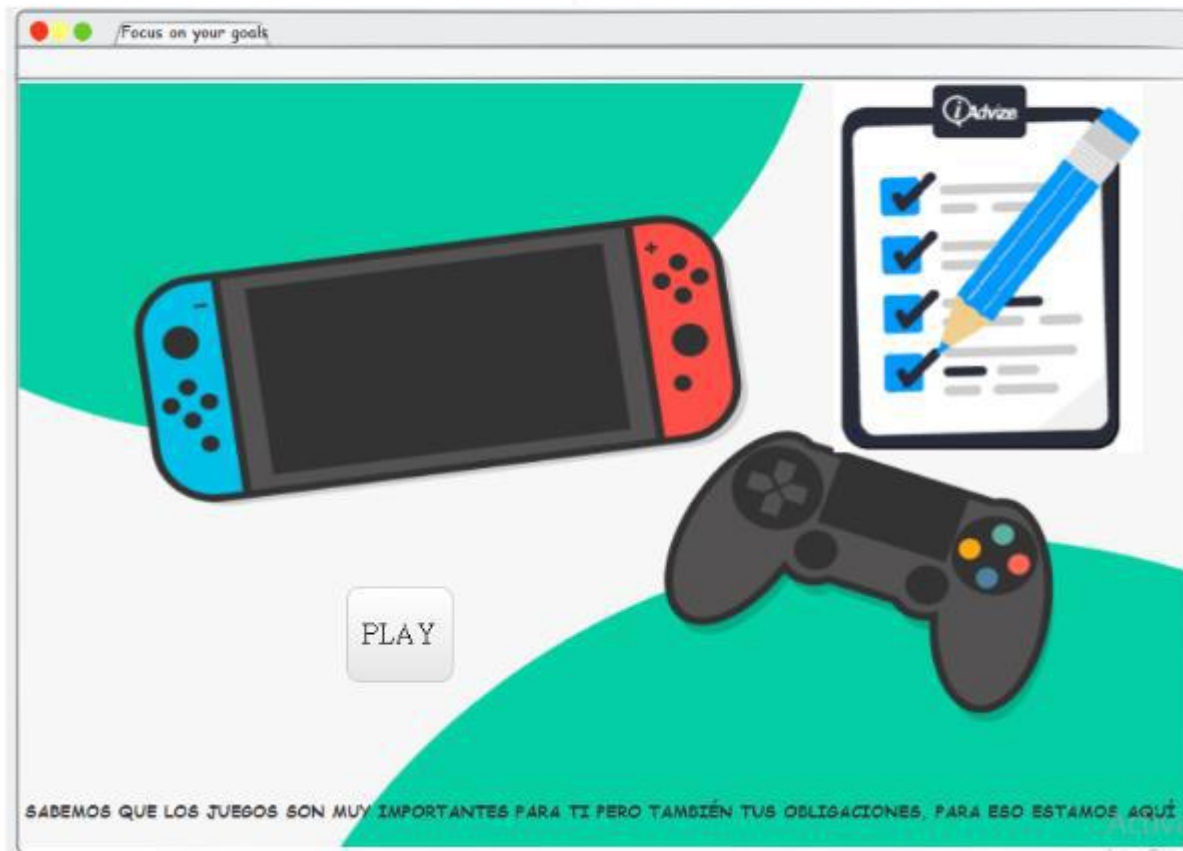 Focus on your goals
iAdvize
PLAY
SABEMOS QUE LOS JUEGOS SON MUY IMPORTANTES PARA TI PERO TAMBIÉN TUS OBLIGACIONES, PARA ESO ESTAMOS AQUÍ